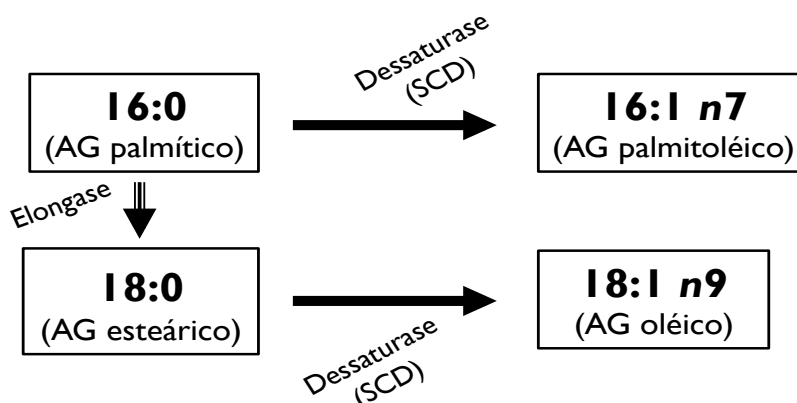 Dessaturase
(SCD)
16:0
(AG palmítico)
16:1 n7
(AG palmitoléico)
Elongase
18:0
(AG esteárico)
18:1 n9
(AG oléico)
Dessaturase
(SCD)